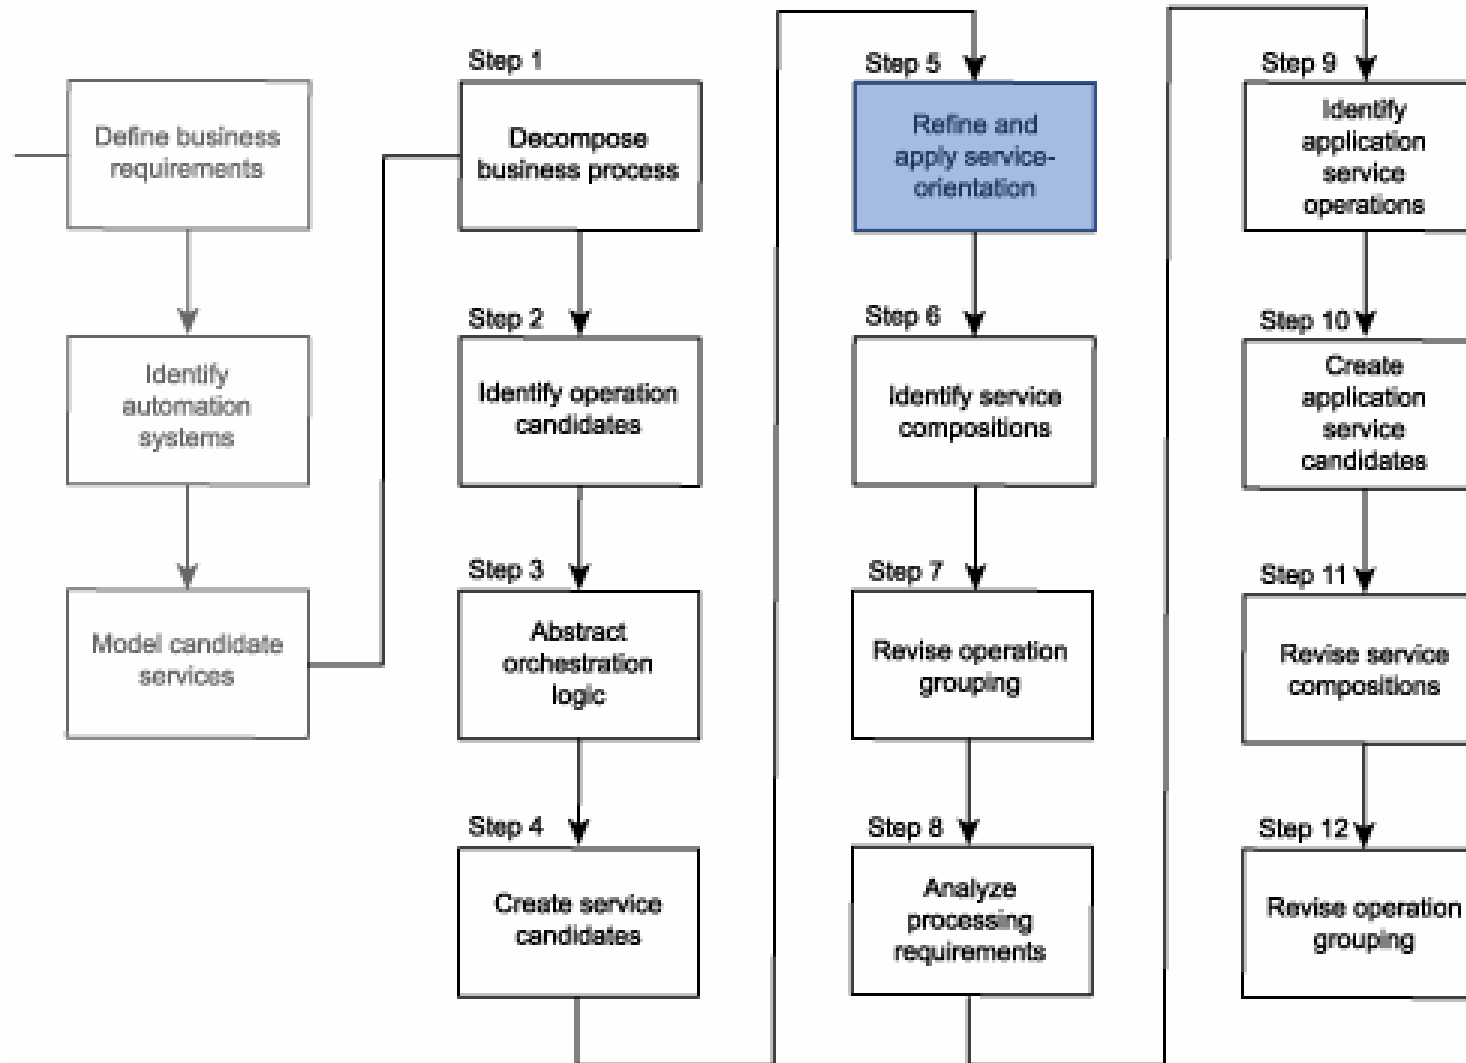 Define business
requirements
Identify
automation
systems
Model candidate
services
Step 1
Decompose
business process
Step 2
Identify operation
candidates
Step 3
Abstract
orchestration
logic
Step 4
Create service
candidates
Step 5
Refine and
apply service-
orientation
Step 6
Identify service
compositions
Step 7
Revise operation
grouping
Step 8
Analyze
processing
requirements
Step 9
Identify
application
service
operations
Step 10
Create
application
service
candidates
Step 11
Revise service
compositions
Step 12
Revise operation
grouping